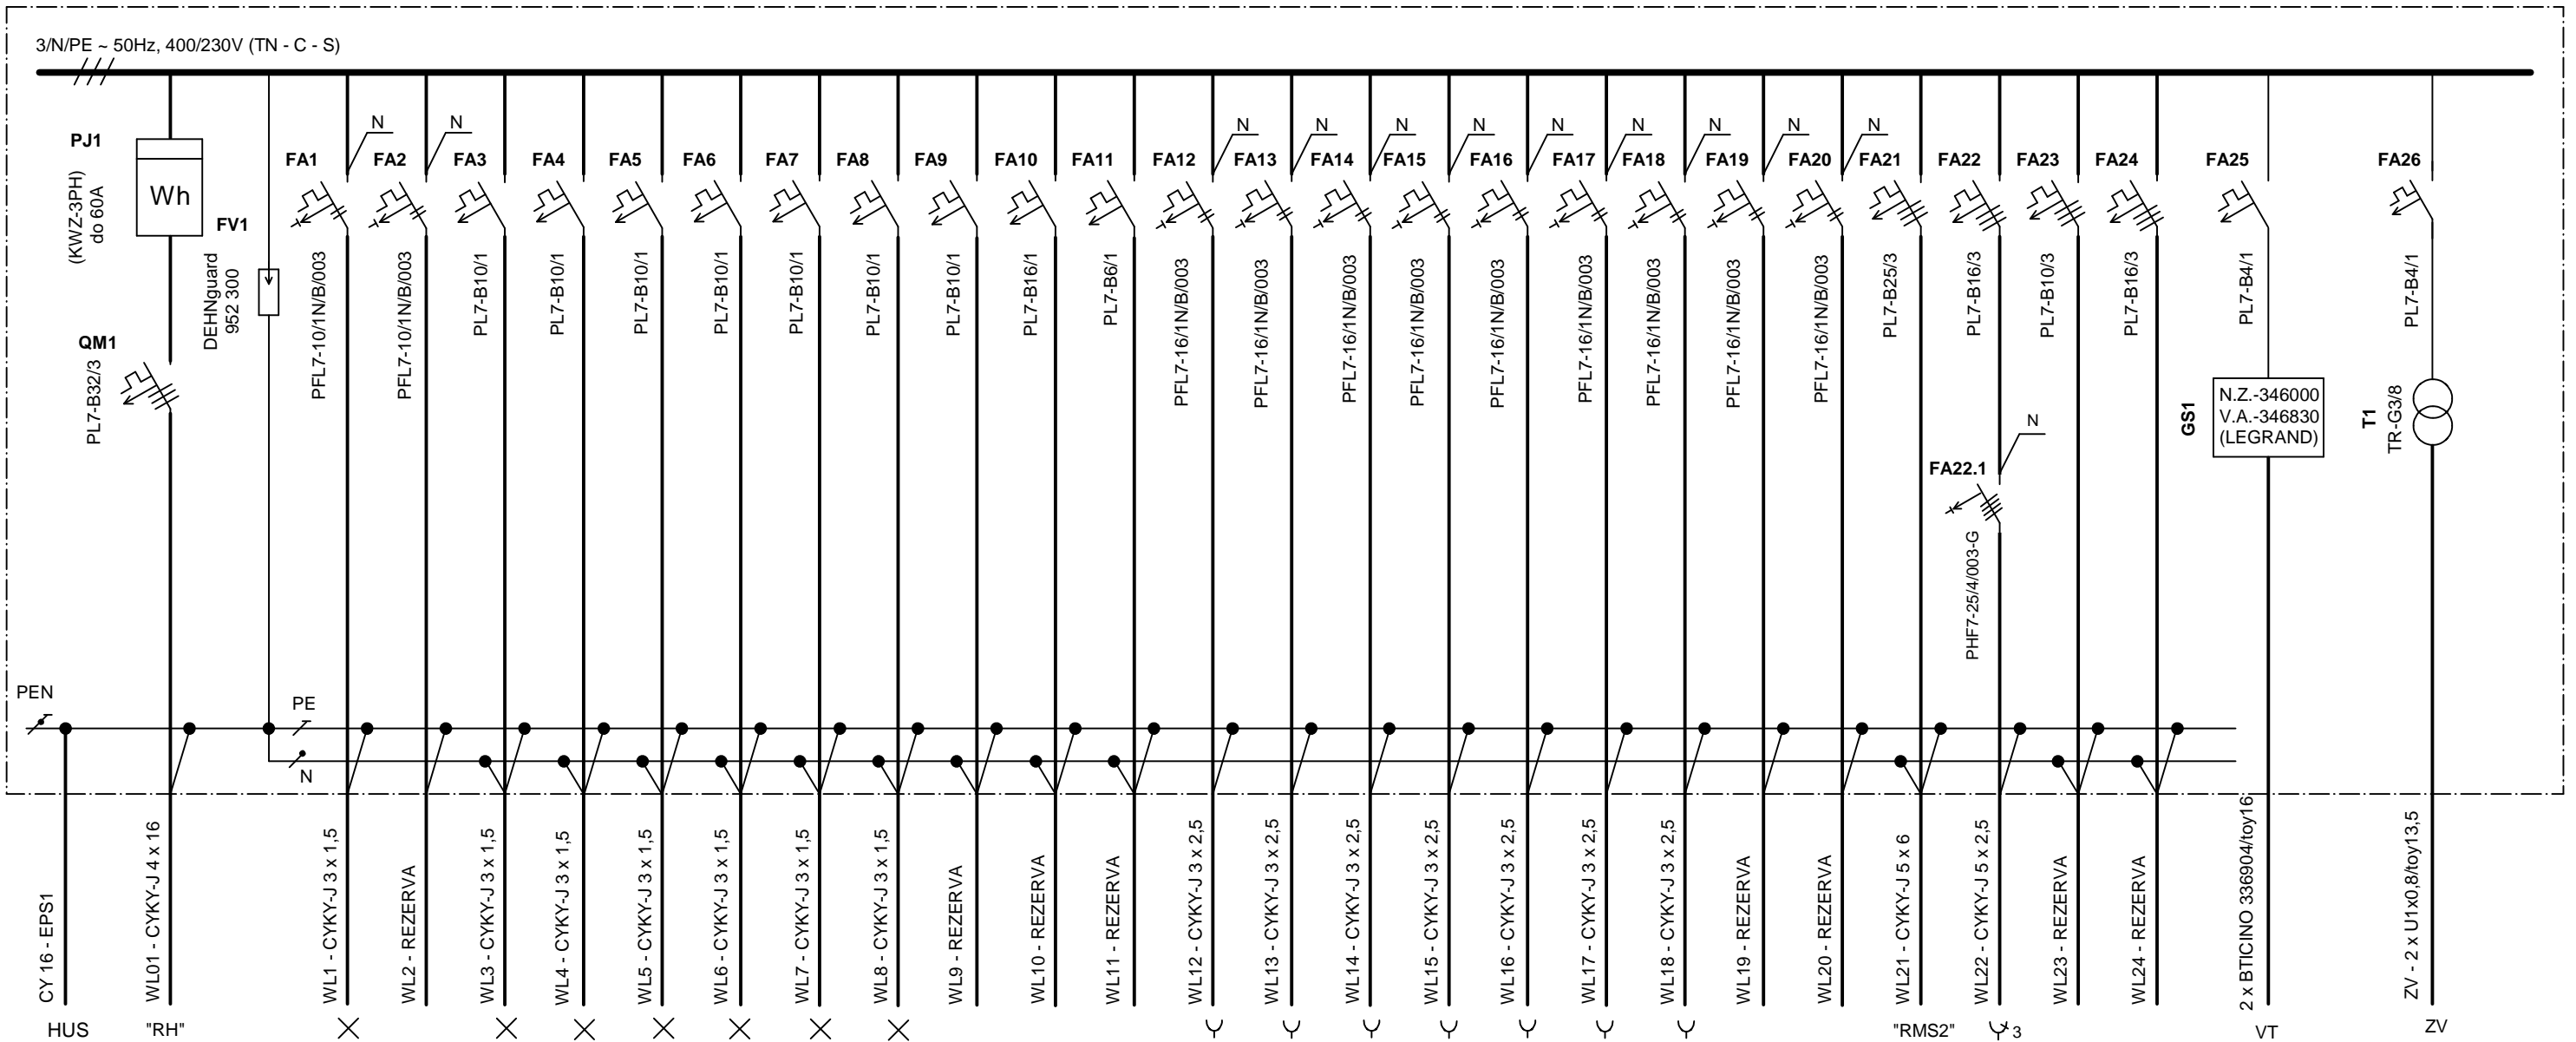 3/N/PE ~ 50Hz, 400/230V (TN - C - S)
PJ1
(KWZ-3PH)
do 60A
Wh
FV1
DEHNguard
952 300
QM1
PL7-B32/3
FA1
N
FA2
N
FA3
FA4
FA5
FA6
FA7
FA8
FA9
FA10
FA11
FA12
N
FA13
N
FA14
N
FA15
N
FA16
N
FA17
N
FA18
N
FA19
N
FA20
N
FA21
FA22
FA23
FA24
FA25
FA26
PFL7-10/1N/B/003
PFL7-10/1N/B/003
PL7-B10/1
PL7-B10/1
PL7-B10/1
PL7-B10/1
PL7-B10/1
PL7-B10/1
PL7-B10/1
PL7-B16/1
PL7-B6/1
PFL7-16/1N/B/003
PFL7-16/1N/B/003
PFL7-16/1N/B/003
PFL7-16/1N/B/003
PFL7-16/1N/B/003
PFL7-16/1N/B/003
PFL7-16/1N/B/003
PFL7-16/1N/B/003
PFL7-16/1N/B/003
PL7-B25/3
PL7-B16/3
PL7-B10/3
PL7-B16/3
PL7-B4/1
PL7-B4/1
GS1
N.Z.-346000
V.A.-346830
(LEGRAND)
T1
TR-G3/8
N
FA22.1
PHF7-25/4/003-G
PEN
PE
N
CY 16 - EPS1
WL01 - CYKY-J 4 x 16
WL1 - CYKY-J 3 x 1,5
WL2 - REZERVA
WL3 - CYKY-J 3 x 1,5
WL4 - CYKY-J 3 x 1,5
WL5 - CYKY-J 3 x 1,5
WL6 - CYKY-J 3 x 1,5
WL7 - CYKY-J 3 x 1,5
WL8 - CYKY-J 3 x 1,5
WL9 - REZERVA
WL10 - REZERVA
WL11 - REZERVA
WL12 - CYKY-J 3 x 2,5
WL13 - CYKY-J 3 x 2,5
WL14 - CYKY-J 3 x 2,5
WL15 - CYKY-J 3 x 2,5
WL16 - CYKY-J 3 x 2,5
WL17 - CYKY-J 3 x 2,5
WL18 - CYKY-J 3 x 2,5
WL19 - REZERVA
WL20 - REZERVA
WL21 - CYKY-J 5 x 6
WL22 - CYKY-J 5 x 2,5
WL23 - REZERVA
WL24 - REZERVA
2 x BTICINO 336904/toy16
ZV - 2 x U1x0,8/toy13,5
HUS
"RH"
"RMS2"
3
VT
ZV